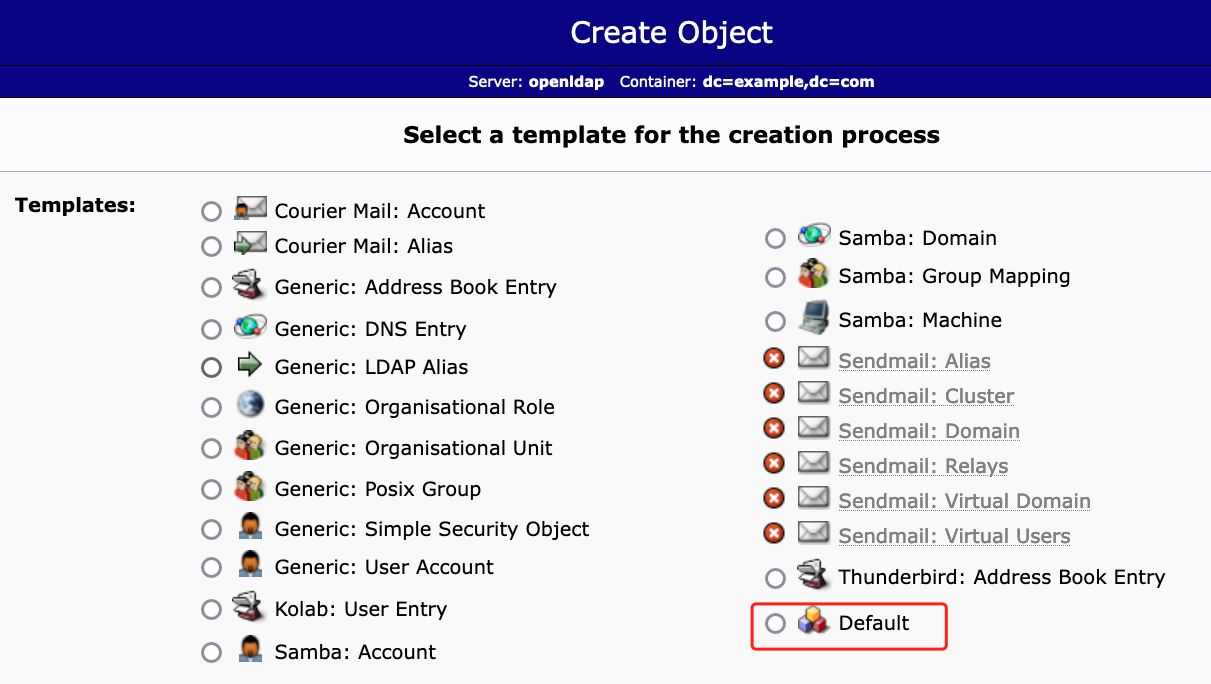 Create Object
Server: openldap Container: dc=example,dc=com
Select a template for the creation process
Templates:
Courier Mail: Account
Courier Mail: Alias
Generic: Address Book Entry
Generic: DNS Entry
Generic: LDAP Alias
Generic: Organisational Role
Generic: Organisational Unit
Generic: Posix Group
Generic: Simple Security Object
Generic: User Account
Kolab: User Entry
Samba: Account
Samba: Domain
Samba: Group Mapping
Samba: Machine
Sendmail: Alias
Sendmail: Cluster
Sendmail: Domain
Sendmail: Relays
Sendmail: Virtual Domain
Sendmail: Virtual Users
Thunderbird: Address Book Entry
Default